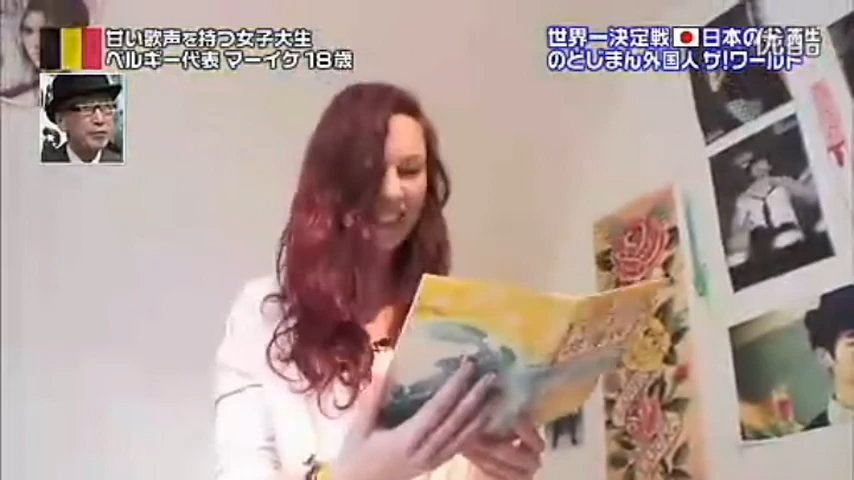 甘い歌声を持つ女子大生
ベルギー代表 マーイケ 18歳
世界一決定戦 日本の
のどじまん外国人 ザ!ワールド
优酷